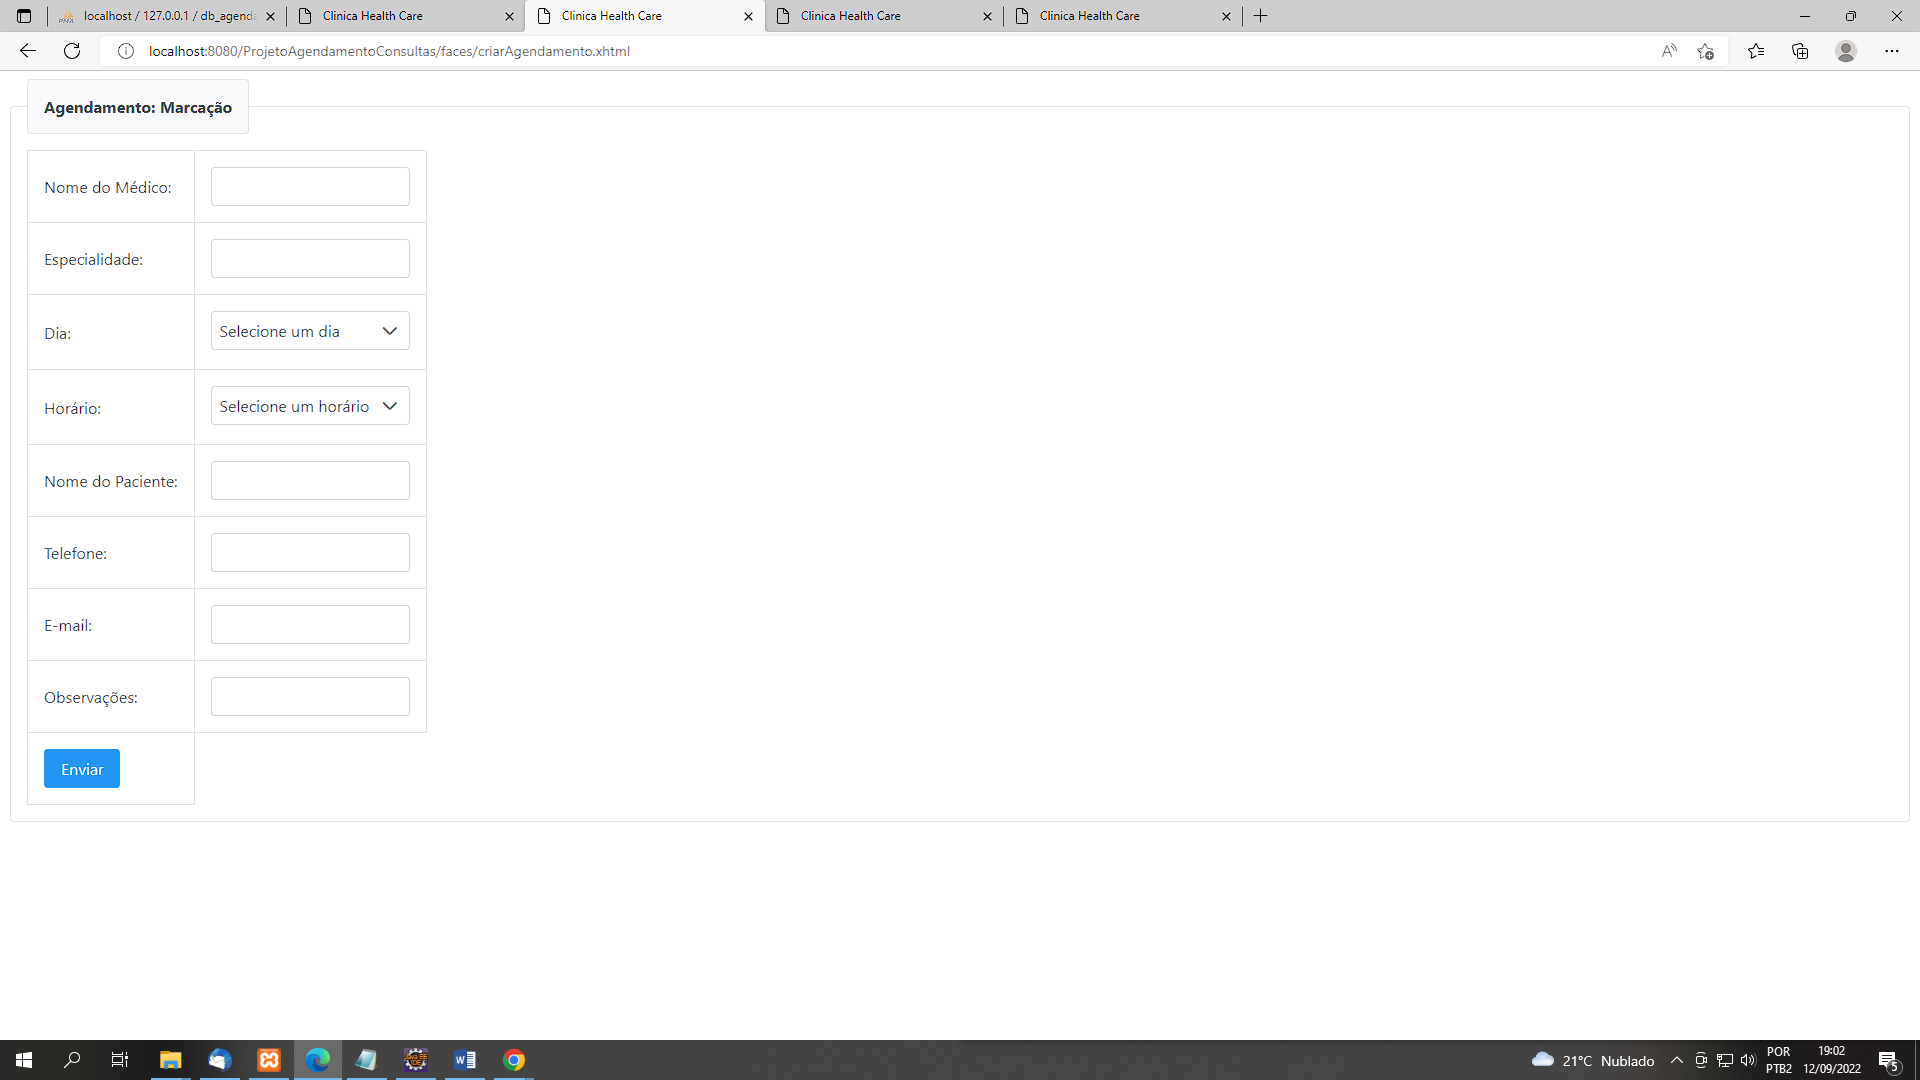 localhost / 127.0.0.1 / db_agend
Clinica Health Care
Clinica Health Care
Clinica Health Care
Clinica Health Care
localhost:8080/ProjetoAgendamentoConsultas/faces/criarAgendamento.xhtml
Agendamento: Marcação
Nome do Médico:
Especialidade:
Dia:
Selecione um dia
Horário:
Selecione um horário
Nome do Paciente:
Telefone:
E-mail:
Observações:
Enviar
21°C Nublado
POR
PTB2
19:02
12/09/2022
5